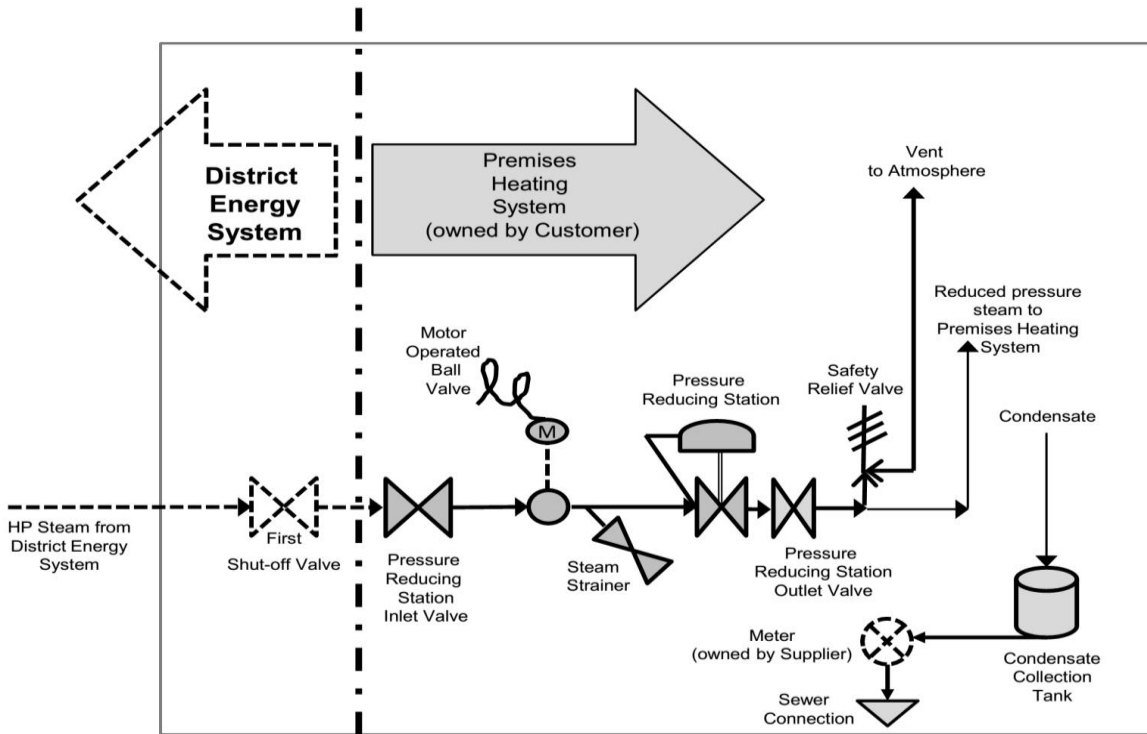 District
Energy
System
Premises
Heating
System
(owned by Customer)
Vent
to Atmosphere
Reduced pressure
steam to
Premises Heating
System
Motor
Operated
Ball
Valve
M
Pressure
Reducing Station
Safety
Relief Valve
Condensate
HP Steam from
District Energy
System
First
Shut-off Valve
Pressure
Reducing
Station
Inlet Valve
Steam
Strainer
Pressure
Reducing Station
Outlet Valve
Meter
(owned by Supplier)
Condensate
Collection
Tank
Sewer
Connection